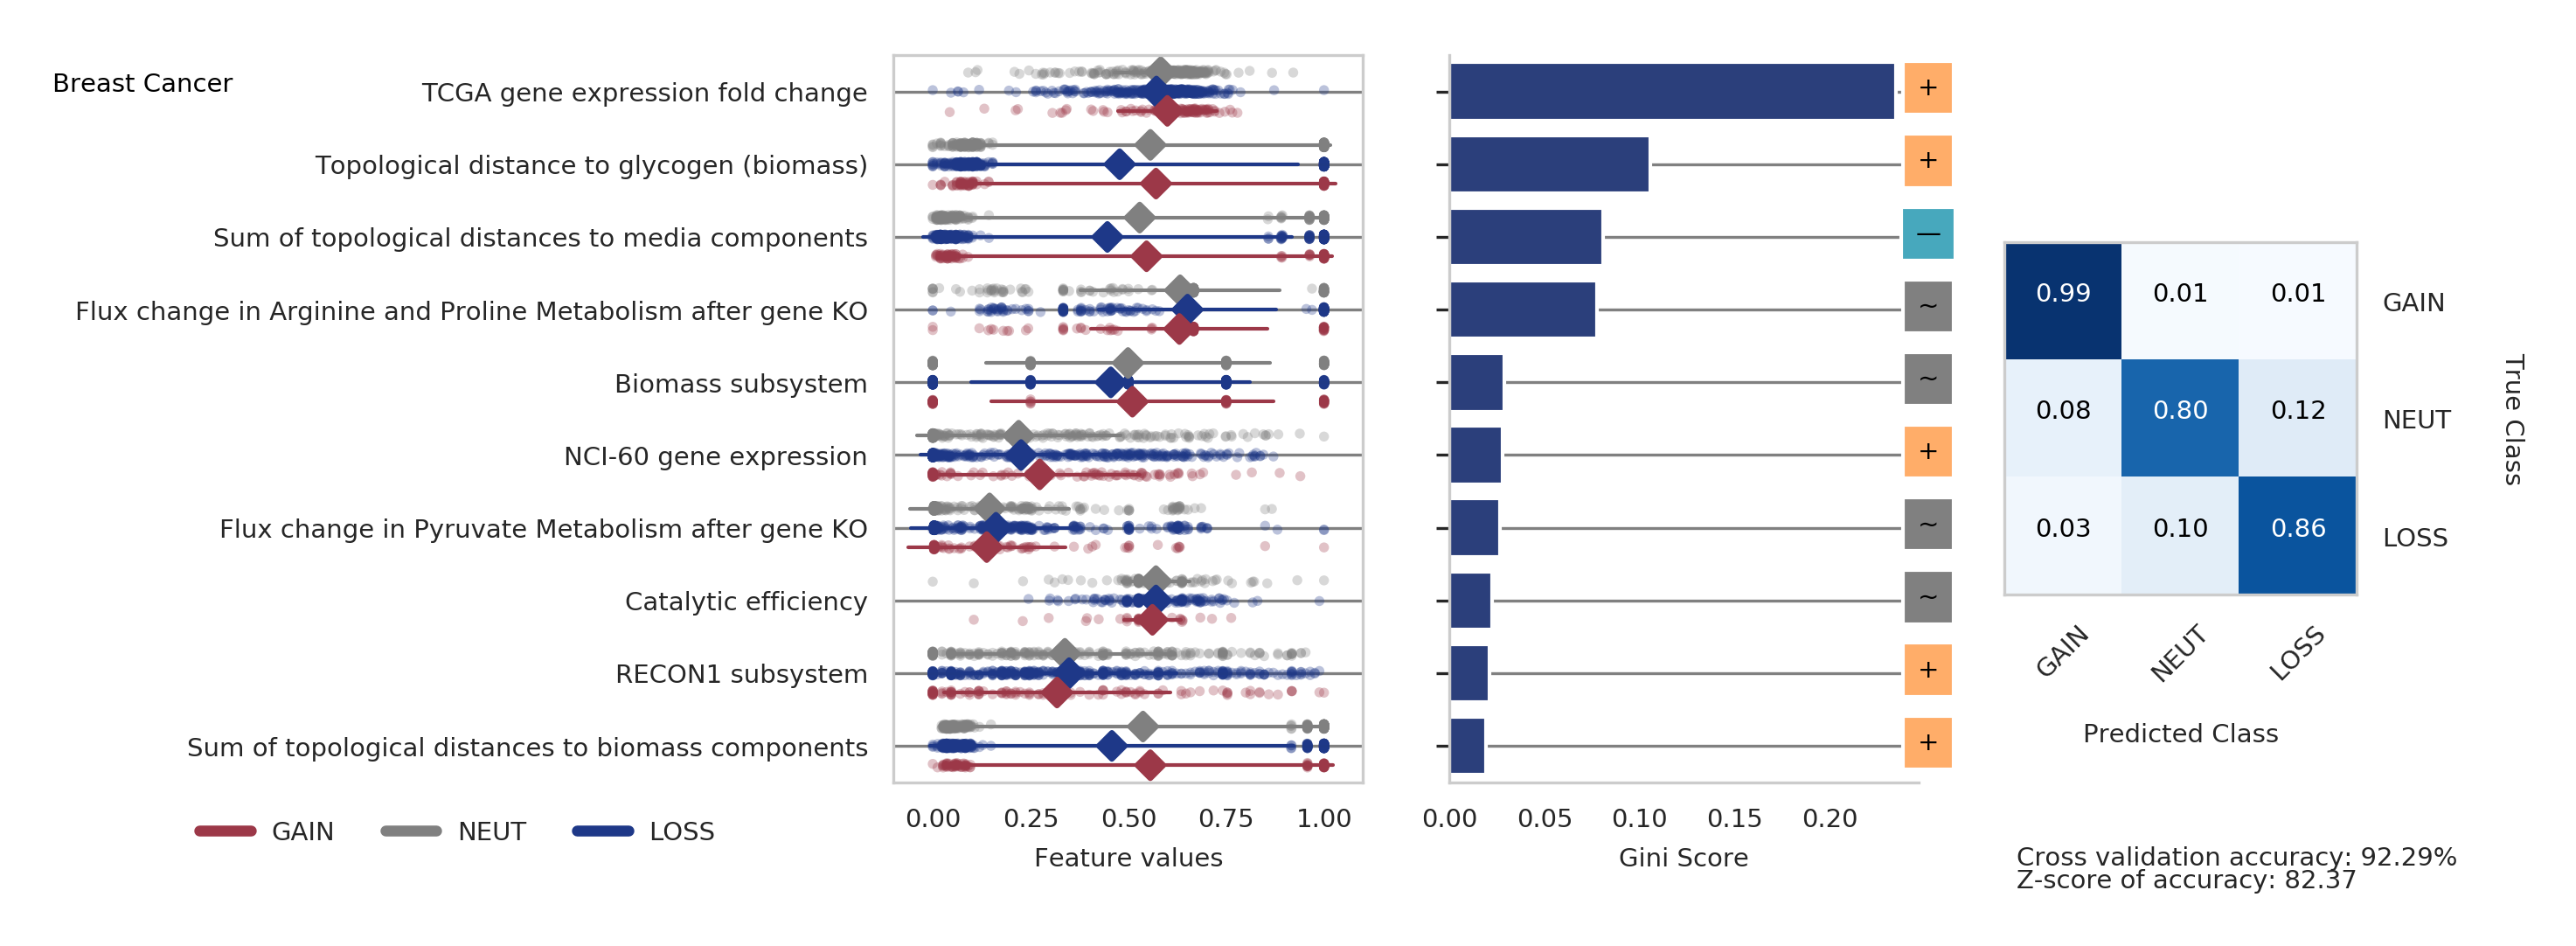 Breast Cancer
TCGA gene expression fold change
Topological distance to glycogen (biomass)
Sum of topological distances to media components
Flux change in Arginine and Proline Metabolism after gene KO
Biomass subsystem
NCI-60 gene expression
Flux change in Pyruvate Metabolism after gene KO
Catalytic efficiency
RECON1 subsystem
Sum of topological distances to biomass components
GAIN NEUT LOSS
0.00 0.25 0.50 0.75 1.00
Feature values
+
+
—
~
~
+
~
~
+
+
0.00 0.05 0.10 0.15 0.20
Gini Score
0.99 0.01 0.01 GAIN
0.08 0.80 0.12 NEUT
0.03 0.10 0.86 LOSS
True Class
GAIN NEUT LOSS
Predicted Class
Cross validation accuracy: 92.29%
Z-score of accuracy: 82.37